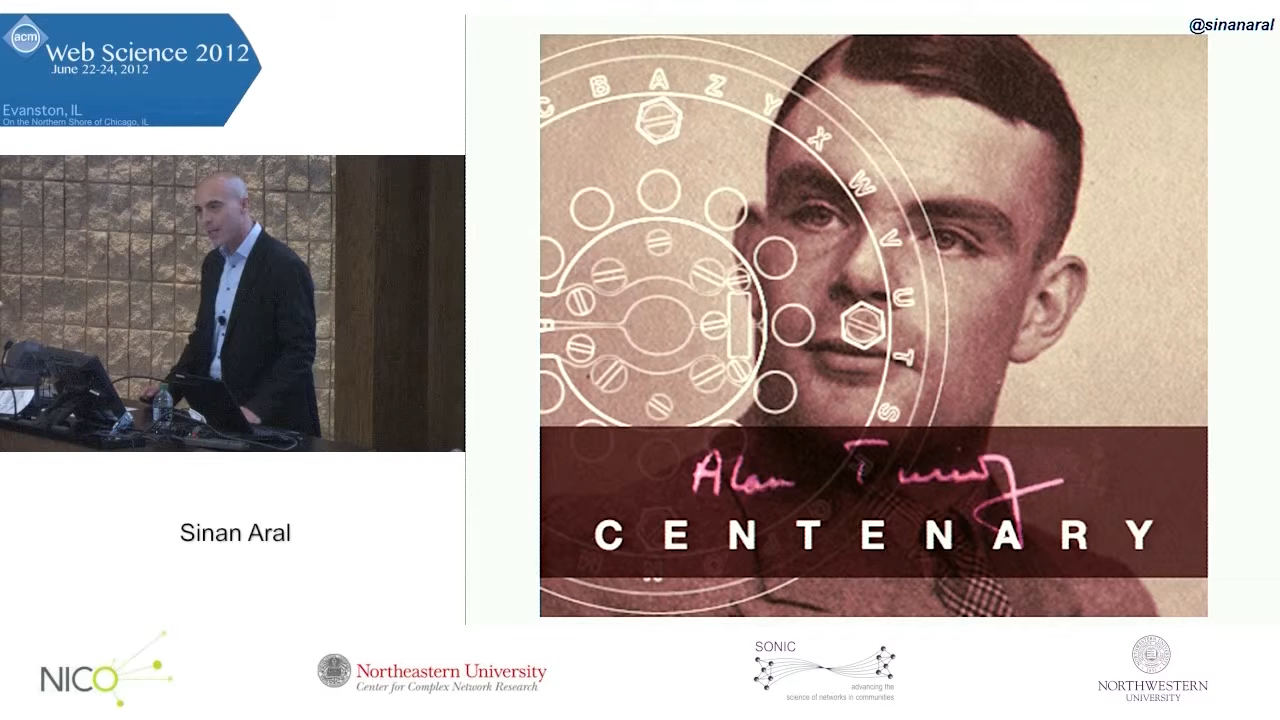 @sinanaral
acm
Web Science 2012
June 22-24, 2012
Evanston, IL
On the Northern Shore of Chicago, IL
C B A Z Y X W V U T S
Alan Turing
CENTENARY
Sinan Aral
NICO
Northeastern University
Center for Complex Network Research
SONIC
advancing the
science of networks in communities
NORTHWESTERN
UNIVERSITY